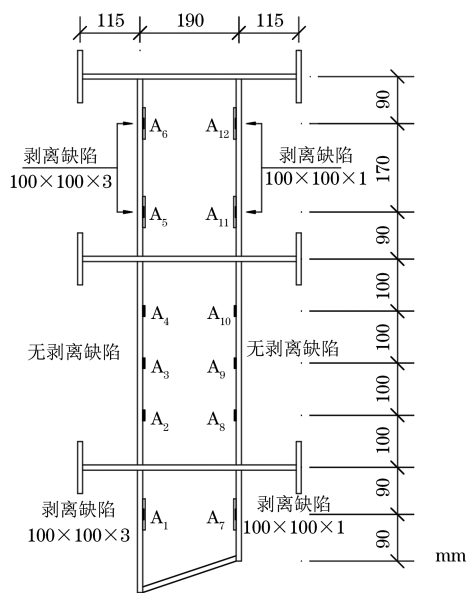 115 190 115
A₆ A₁₂
剥离缺陷
100×100×3
剥离缺陷
100×100×1
A₅ A₁₁
A₄ A₁₀
无剥离缺陷
无剥离缺陷
A₃ A₉
A₂ A₈
剥离缺陷
100×100×3
剥离缺陷
100×100×1
A₁ A₇
90
170
90
100
100
100
100
90
90
mm